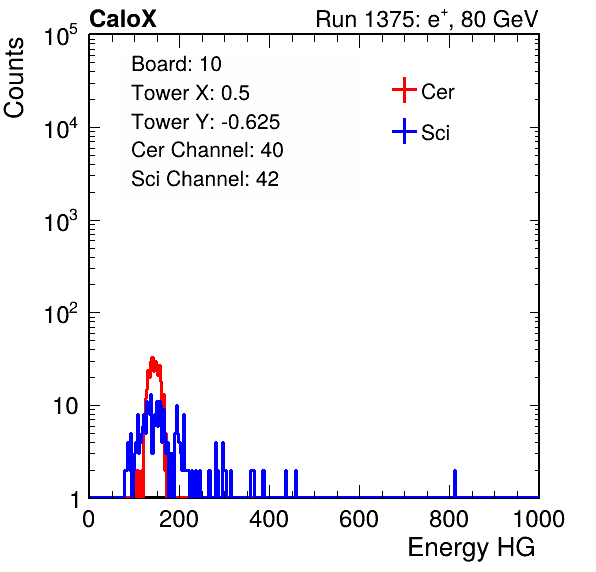 CaloX Run 1375: e⁺, 80 GeV
Counts
10⁵
10⁴
10³
10²
10
1
Board: 10
Tower X: 0.5
Tower Y: -0.625
Cer Channel: 40
Sci Channel: 42
Cer
Sci
0 200 400 600 800 1000
Energy HG